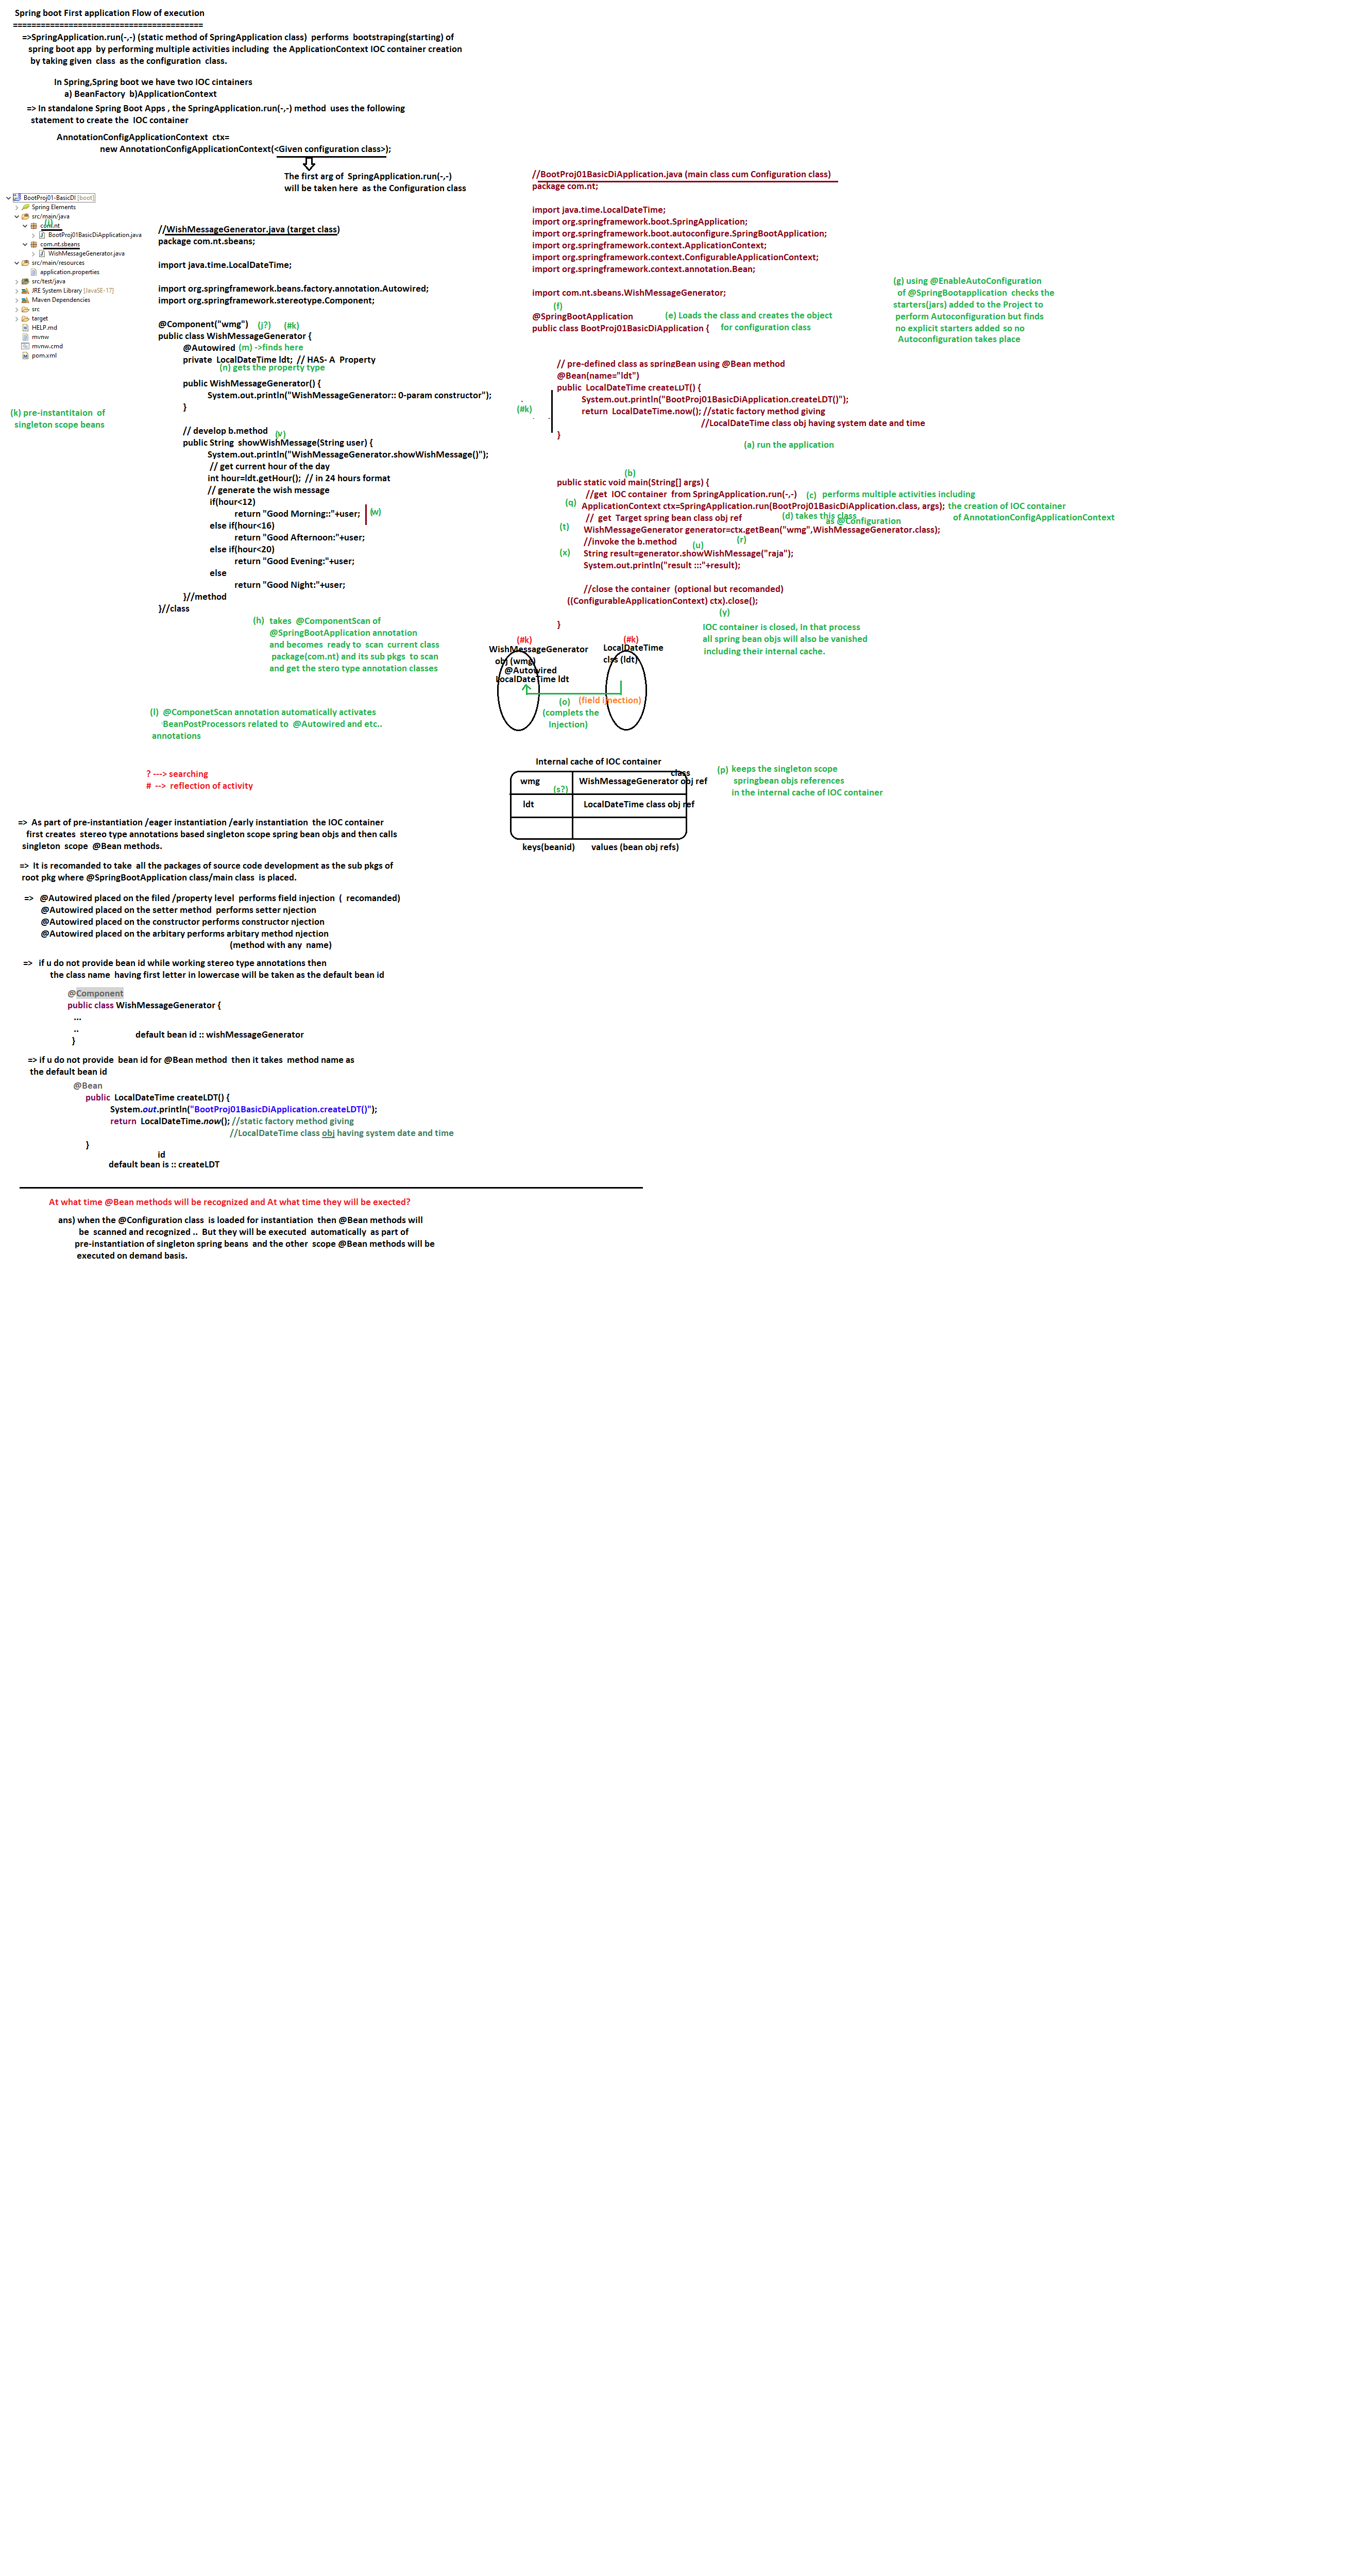 Spring boot First application Flow of execution
=========================================
=>SpringApplication.run(-,-) (static method of SpringApplication class)  performs  bootstraping(starting) of
spring boot app  by performing multiple activities including  the ApplicationContext IOC container creation
by taking given  class  as the configuration  class.
In Spring,Spring boot we have two IOC cintainers
a) BeanFactory  b)ApplicationContext
=> In standalone Spring Boot Apps , the SpringApplication.run(-,-) method  uses the following
statement to create the  IOC container
AnnotationConfigApplicationContext  ctx=
new AnnotationConfigApplicationContext(<Given configuration class>);
The first arg of  SpringApplication.run(-,-)
will be taken here  as the Configuration class
BootProj01-BasicDI [boot]
Spring Elements
src/main/java
(i)
com.nt
BootProj01BasicDiApplication.java
com.nt.sbeans
WishMessageGenerator.java
src/main/resources
application.properties
src/test/java
JRE System Library [JavaSE-17]
Maven Dependencies
src
target
HELP.md
mvnw
mvnw.cmd
pom.xml
(k) pre-instantitaion  of
singleton scope beans
//WishMessageGenerator.java (target class)
package com.nt.sbeans;
import java.time.LocalDateTime;
import org.springframework.beans.factory.annotation.Autowired;
import org.springframework.stereotype.Component;
@Component("wmg")  (j?)  (#k)
public class WishMessageGenerator {
@Autowired (m) ->finds here
private  LocalDateTime ldt;  // HAS- A  Property
(n) gets the property type
public WishMessageGenerator() {
System.out.println("WishMessageGenerator:: 0-param constructor");
}
// develop b.method  (v)
public String  showWishMessage(String user) {
System.out.println("WishMessageGenerator.showWishMessage()");
// get current hour of the day
int hour=ldt.getHour();  // in 24 hours format
// generate the wish message
if(hour<12)
return "Good Morning::"+user;  (w)
else if(hour<16)
return "Good Afternoon:"+user;
else if(hour<20)
return "Good Evening:"+user;
else
return "Good Night:"+user;
}//method
}//class
//BootProj01BasicDiApplication.java (main class cum Configuration class)
package com.nt;
import java.time.LocalDateTime;
import org.springframework.boot.SpringApplication;
import org.springframework.boot.autoconfigure.SpringBootApplication;
import org.springframework.context.ApplicationContext;
import org.springframework.context.ConfigurableApplicationContext;
import org.springframework.context.annotation.Bean;
import com.nt.sbeans.WishMessageGenerator;
(f)
@SpringBootApplication  (e) Loads the class and creates the object
public class BootProj01BasicDiApplication {  for configuration class
(g) using @EnableAutoConfiguration
of @SpringBootapplication  checks the
starters(jars) added to the Project to
perform Autoconfiguration but finds
no explicit starters added  so no
Autoconfiguration takes place
// pre-defined class as springBean using @Bean method
@Bean(name="ldt")
public  LocalDateTime createLDT() {
System.out.println("BootProj01BasicDiApplication.createLDT()");
(#k)
return  LocalDateTime.now(); //static factory method giving
//LocalDateTime class obj having system date and time
}
(a) run the application
(b)
public static void main(String[] args) {
//get  IOC container  from SpringApplication.run(-,-)  (c)  performs multiple activities including
(q)  ApplicationContext ctx=SpringApplication.run(BootProj01BasicDiApplication.class, args);  the creation of IOC container
//  get  Target spring bean class obj ref  (d) takes this class  of AnnotationConfigApplicationContext
as @Configuration
(t)  WishMessageGenerator generator=ctx.getBean("wmg",WishMessageGenerator.class);
//invoke the b.method  (u)  (r)
(x)  String result=generator.showWishMessage("raja");
System.out.println("result :::"+result);
//close the container  (optional but recomanded)
((ConfigurableApplicationContext) ctx).close();
(y)
}
IOC container is closed, In that process
all spring bean objs will also be vanished
including their internal cache.
(h)  takes  @ComponentScan of
@SpringBootApplication annotation
and becomes  ready to  scan  current class
package(com.nt) and its sub pkgs  to scan
and get the stero type annotation classes
(#k)
WishMessageGenerator
obj (wmg)
@Autowired
LocalDateTime ldt
(#k)
LocalDateTime
clss (ldt)
(o)  (field injection)
(complets the
Injection)
(l)  @ComponetScan annotation automatically activates
BeanPostProcessors related to  @Autowired and etc..
annotations
? ---> searching
#  -->  reflection of activity
Internal cache of IOC container
class
wmg  WishMessageGenerator obj ref
(s?)
ldt  LocalDateTime class obj ref
keys(beanid)  values (bean obj refs)
(p) keeps the singleton scope
springbean objs references
in the internal cache of IOC container
=>  As part of pre-instantiation /eager instantiation /early instantiation  the IOC container
first creates  stereo type annotations based singleton scope spring bean objs and then calls
singleton  scope  @Bean methods.
=>  It is recomanded to take  all the packages of source code development as the sub pkgs of
root pkg where @SpringBootApplication class/main class  is placed.
=>   @Autowired placed on the filed /property level  performs field injection  (  recomanded)
@Autowired placed on the setter method  performs setter njection
@Autowired placed on the constructor performs constructor njection
@Autowired placed on the arbitary performs arbitary method njection
(method with any  name)
=>   if u do not provide bean id while working stereo type annotations then
the class name  having first letter in lowercase will be taken as the default bean id
@Component
public class WishMessageGenerator {
...
..
}
default bean id :: wishMessageGenerator
=> if u do not provide  bean id for @Bean method  then it takes  method name as
the default bean id
@Bean
public  LocalDateTime createLDT() {
System.out.println("BootProj01BasicDiApplication.createLDT()");
return  LocalDateTime.now(); //static factory method giving
//LocalDateTime class obj having system date and time
}
id
default bean is :: createLDT
At what time @Bean methods will be recognized and At what time they will be exected?
ans) when the @Configuration class  is loaded for instantiation  then @Bean methods will
be  scanned and recognized ..  But they will be executed  automatically  as part of
pre-instantiation of singleton spring beans  and the other  scope @Bean methods will be
executed on demand basis.